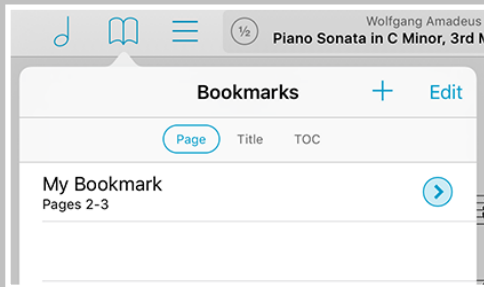 ½
Wolfgang Amadeus
Piano Sonata in C Minor, 3rd
Bookmarks + Edit
Page Title TOC
My Bookmark
Pages 2-3